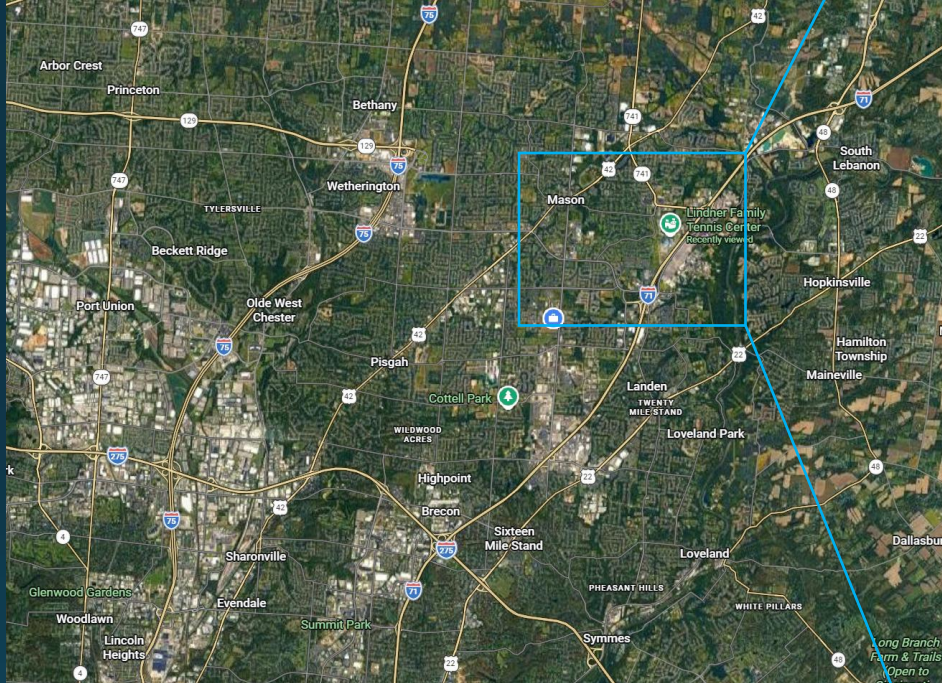 75
42
747
Arbor Crest
Princeton
71
Bethany
741
129
48
129
South
Lebanon
75
42
741
747
Wetherington
48
Mason
TYLERSVILLE
Lindner Family
Tennis Center
Recently viewed
75
22
Beckett Ridge
Hopkinsville
71
Port Union
Olde West
Chester
42
75
Hamilton
Township
22
Pisgah
Maineville
747
Landen
42
Cottell Park
TWENTY
MILE STAND
WILDWOOD
ACRES
Loveland Park
275
48
22
Highpoint
42
Brecon
75
Sixteen
Mile Stand
4
275
Dallasbur
Sharonville
Loveland
71
PHEASANT HILLS
Glenwood Gardens
Evendale
WHITE PILLARS
Woodlawn
Summit Park
Lincoln
Heights
Symmes
Long Branch
Farm & Trails
(Open to
22
48
4